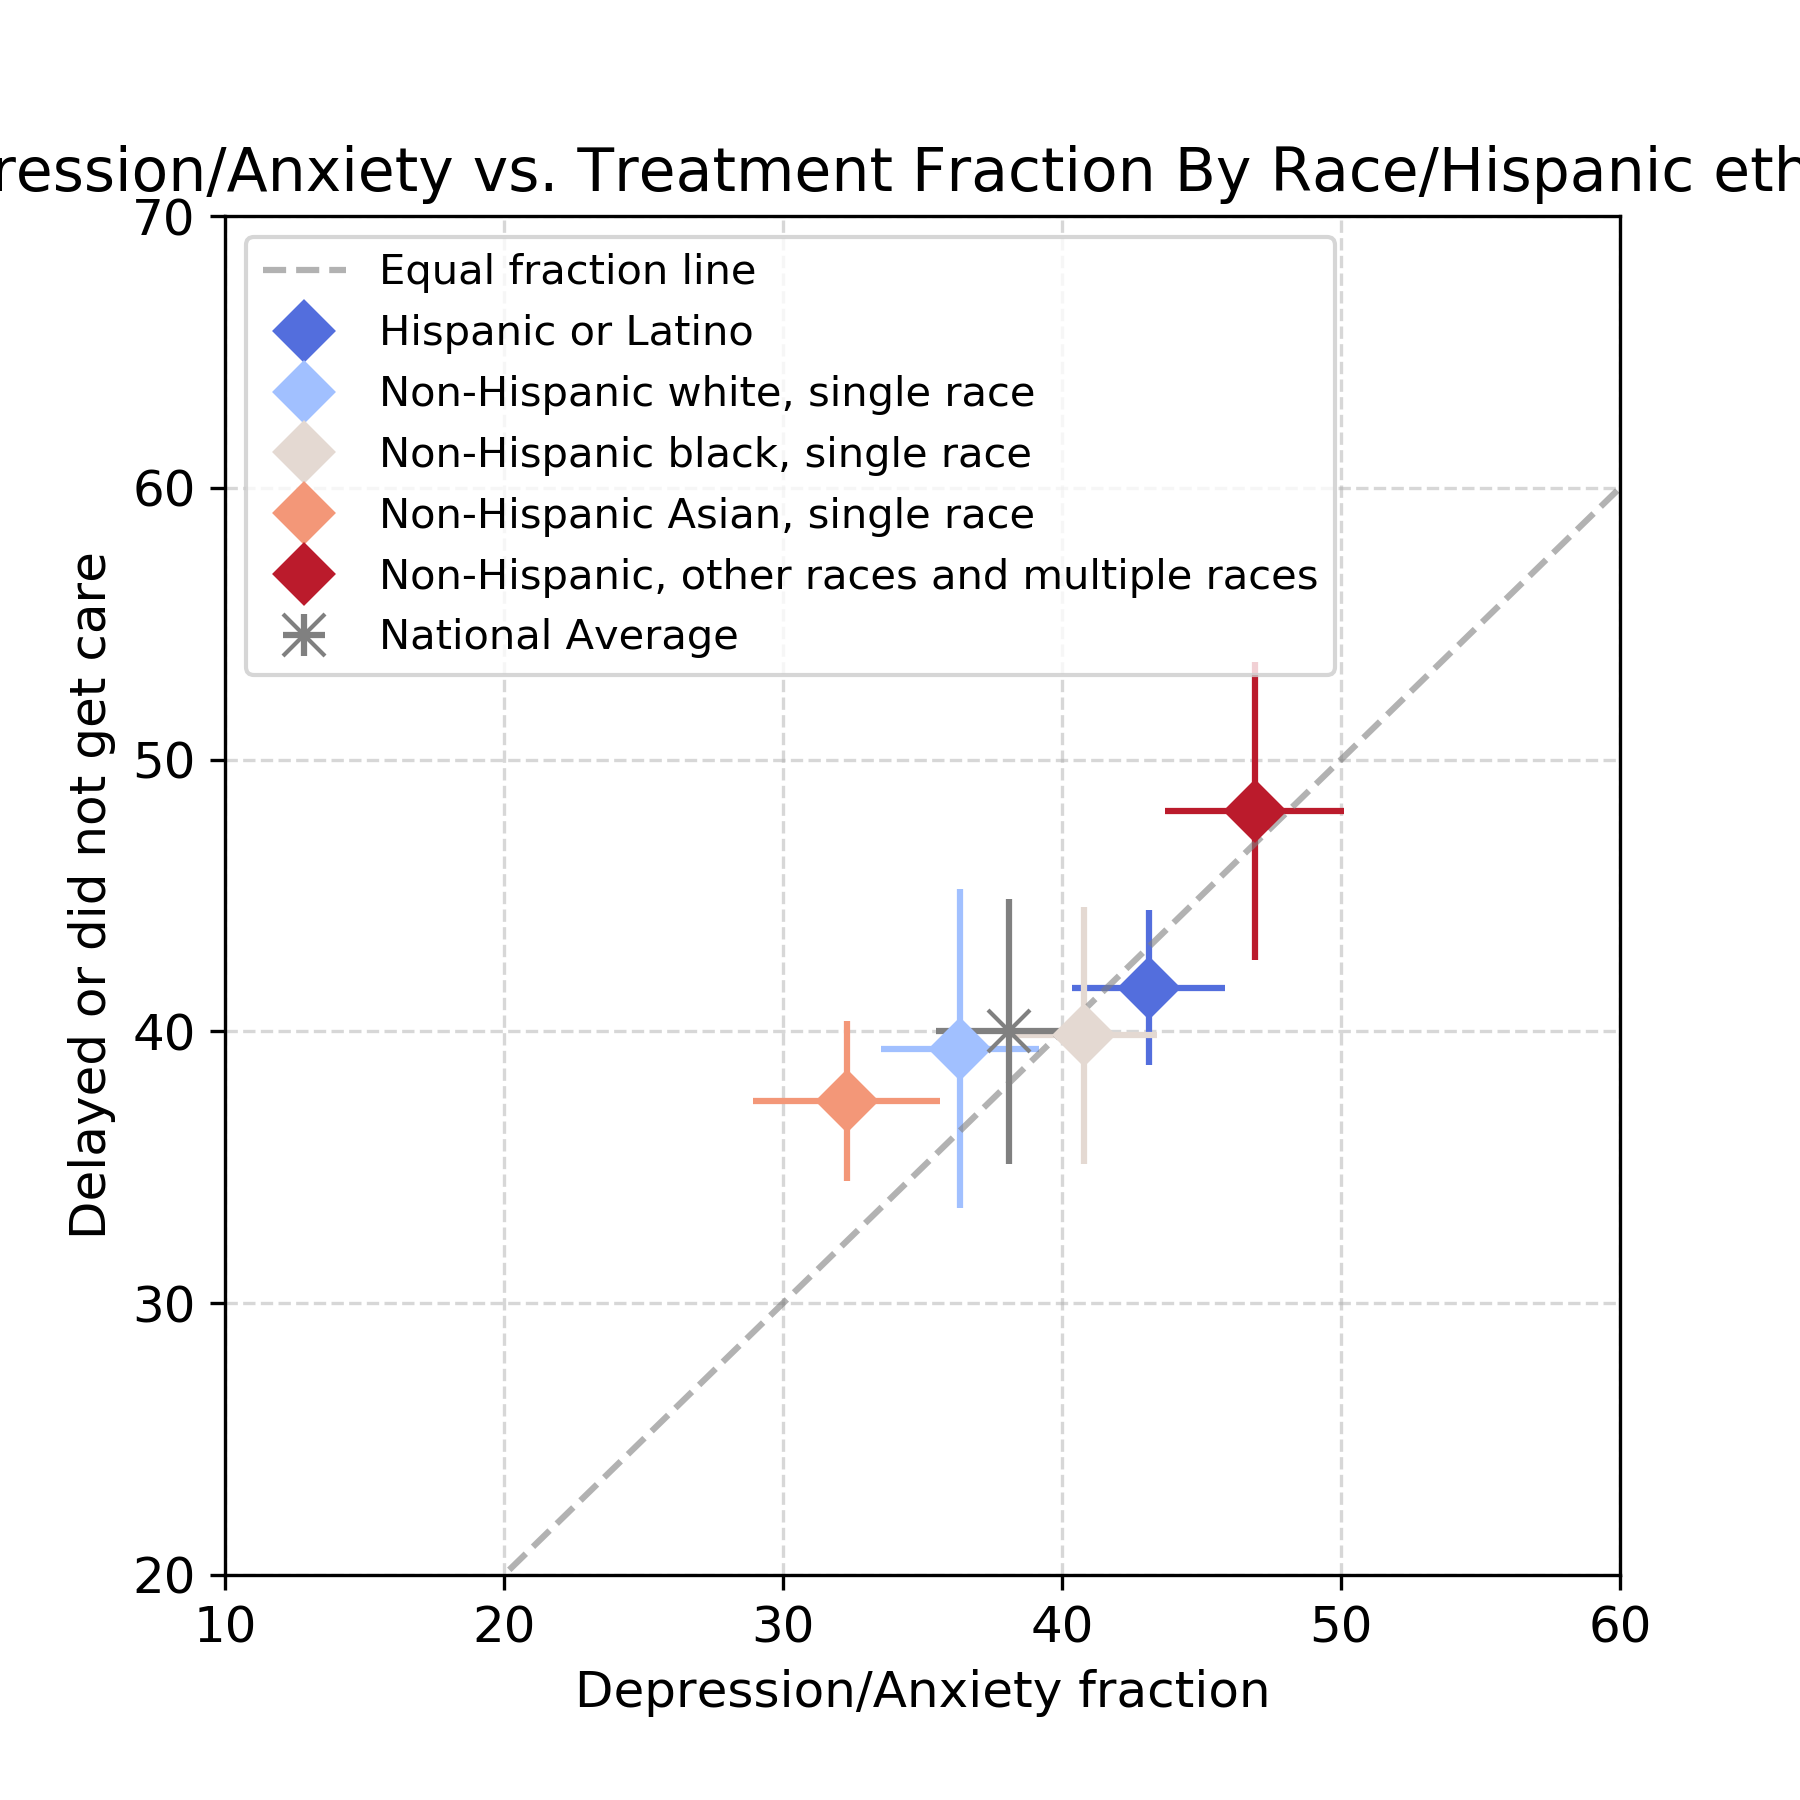 ression/Anxiety vs. Treatment Fraction By Race/Hispanic eth
70
Equal fraction line
Hispanic or Latino
Non-Hispanic white, single race
Non-Hispanic black, single race
Non-Hispanic Asian, single race
Non-Hispanic, other races and multiple races
National Average
60
50
40
30
20
Delayed or did not get care
10 20 30 40 50 60
Depression/Anxiety fraction